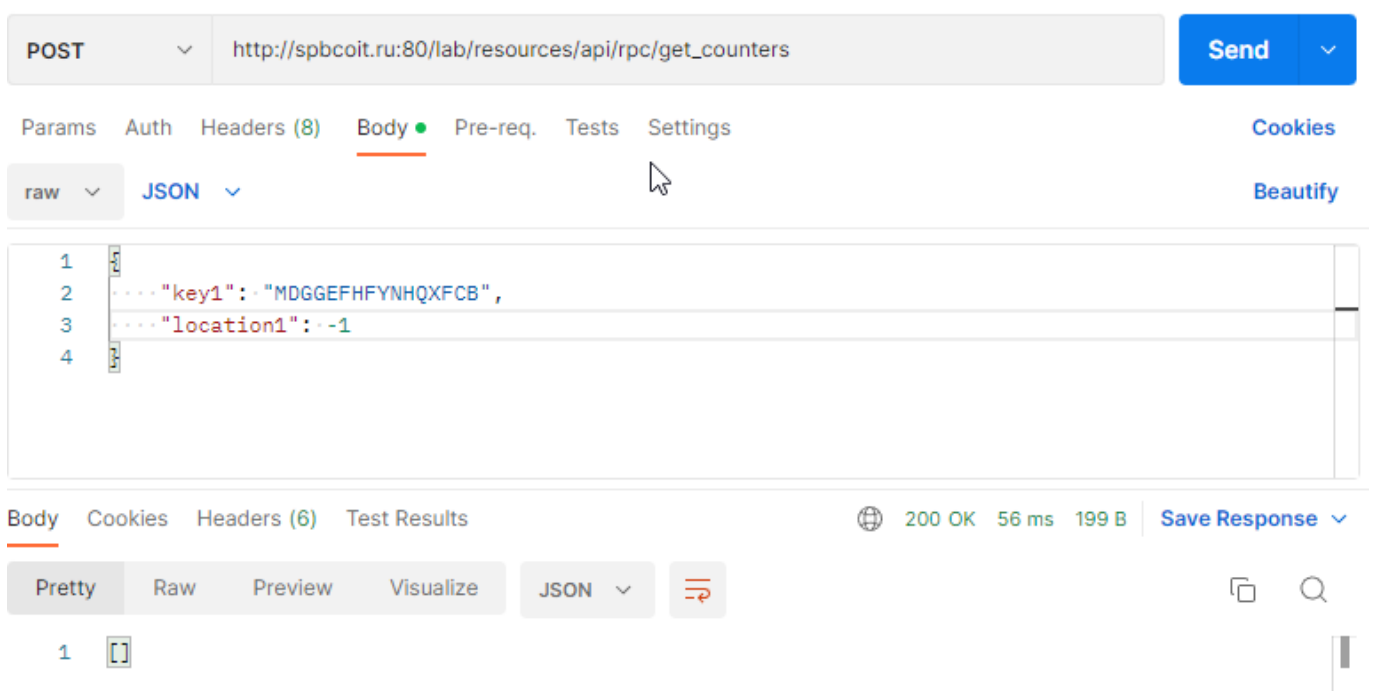 POST http://spbcoit.ru:80/lab/resources/api/rpc/get_counters Send
Params Auth Headers (8) Body Pre-req. Tests Settings Cookies
raw JSON Beautify
1 {
2 "key1": "MDGGEFHFYNHQXFCB",
3 "location1": -1
4 }
Body Cookies Headers (6) Test Results 200 OK 56 ms 199 B Save Response
Pretty Raw Preview Visualize JSON
1 []